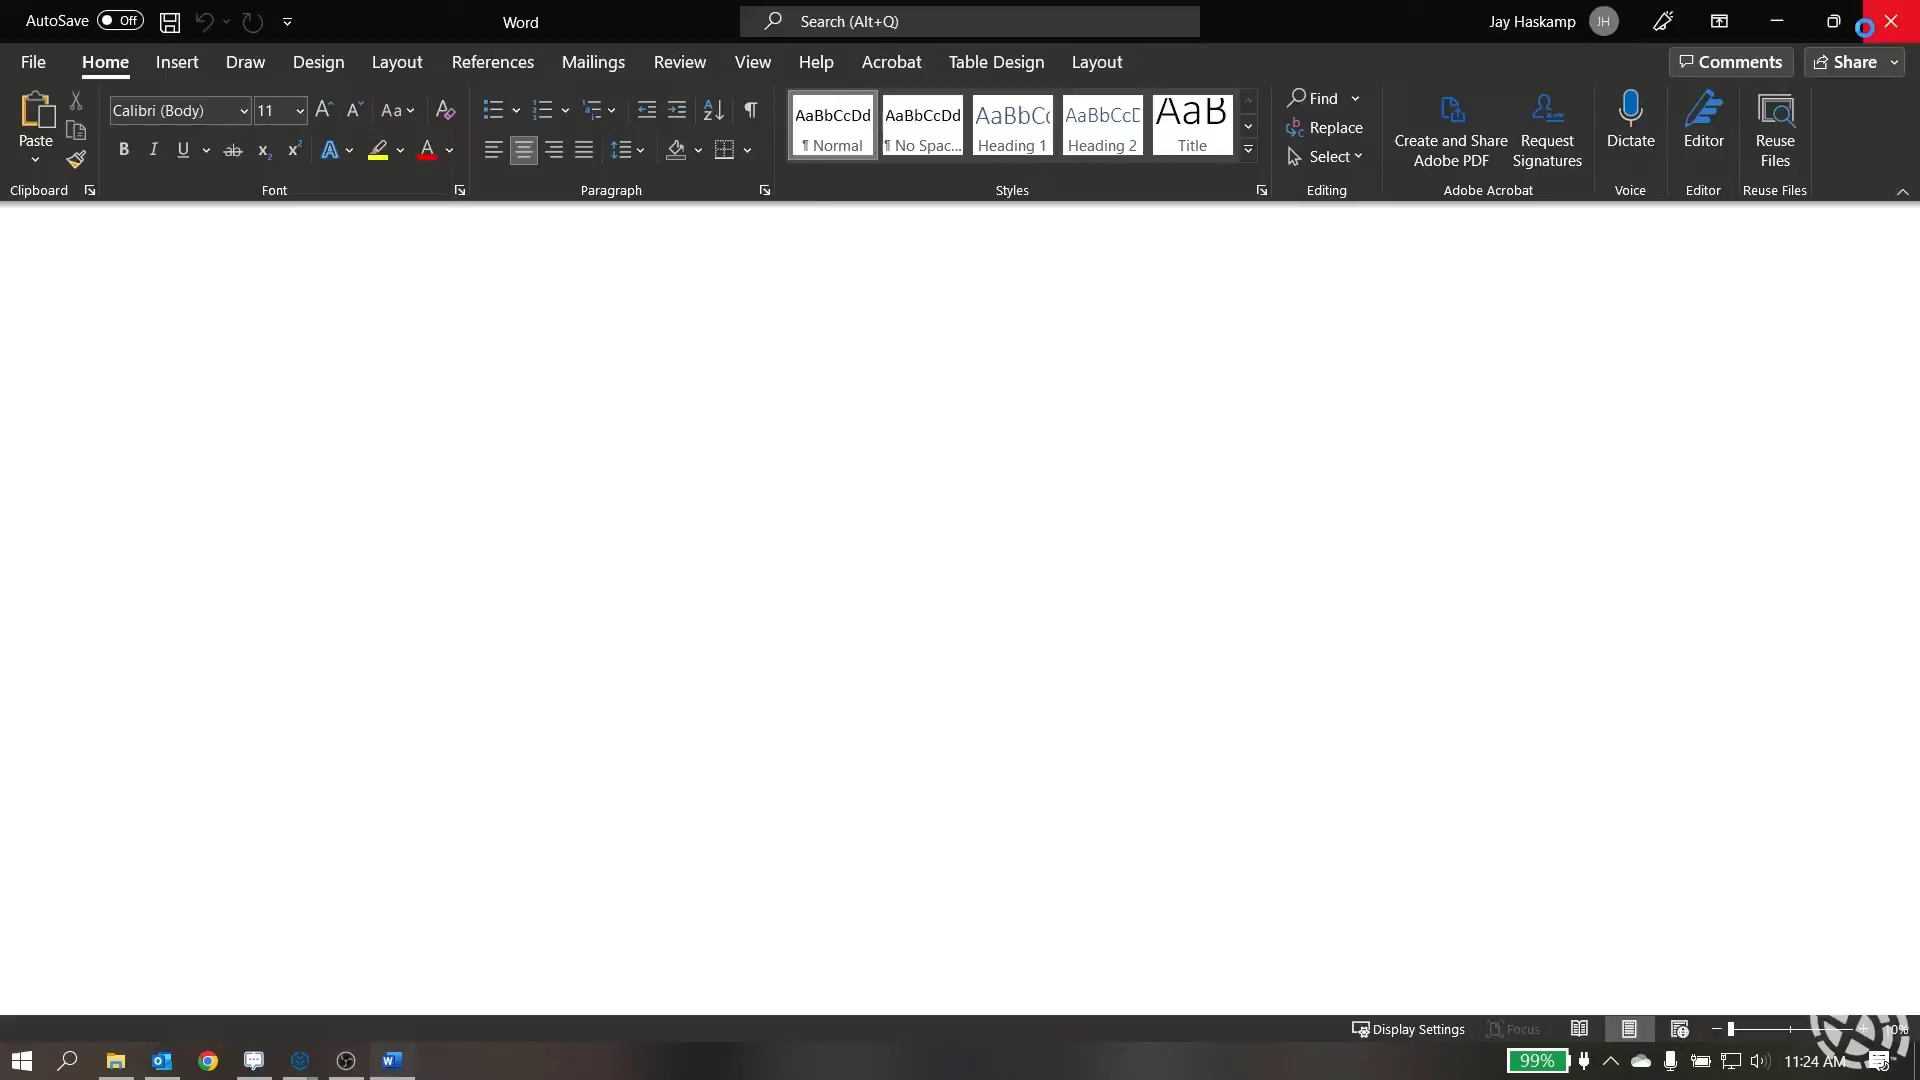 AutoSave Off Word Search (Alt+Q) Jay Haskamp JH
File Home Insert Draw Design Layout References Mailings Review View Help Acrobat Table Design Layout Comments Share
Calibri (Body) 11 Aa
AaBbCcDd AaBbCcDd AaBbC AaBbCcD AaB
¶ Normal ¶ No Spac... Heading 1 Heading 2 Title
Paste
B I U ab
Find
Replace
Select
Create and Share
Adobe PDF
Request
Signatures
Dictate
Editor
Reuse
Files
Clipboard Font Paragraph Styles Editing Adobe Acrobat Voice Editor Reuse Files
Display Settings Focus
99% 11:24 AM